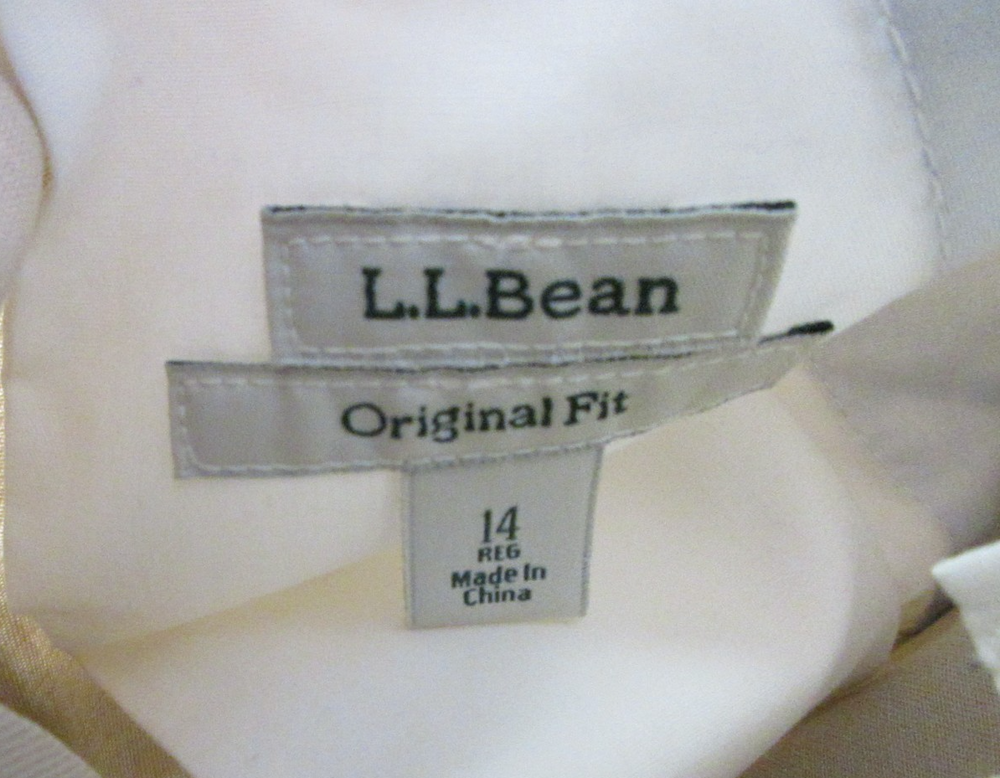 L.L.Bean
Original Fit
14
REG
Made In
China